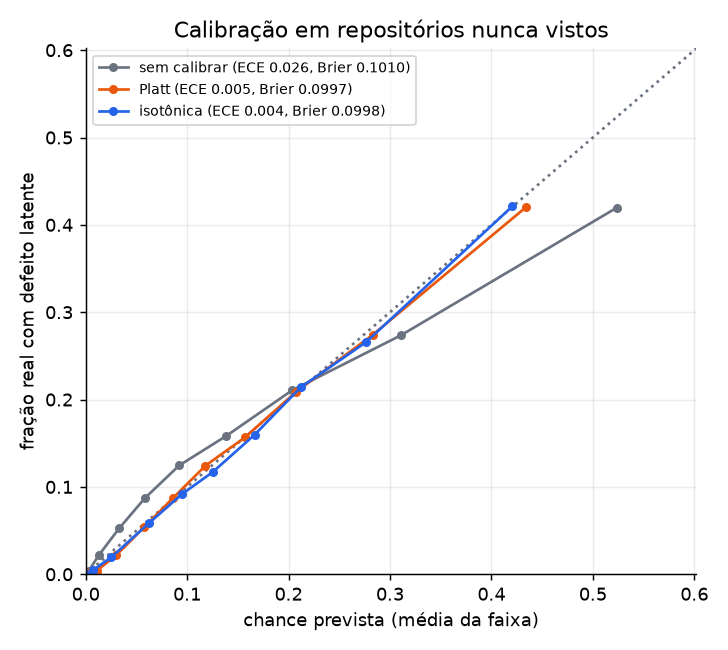 Calibração em repositórios nunca vistos
sem calibrar (ECE 0.026, Brier 0.1010)
Platt (ECE 0.005, Brier 0.0997)
isotônica (ECE 0.004, Brier 0.0998)
fração real com defeito latente
0.6
0.5
0.4
0.3
0.2
0.1
0.0
0.0 0.1 0.2 0.3 0.4 0.5 0.6
chance prevista (média da faixa)